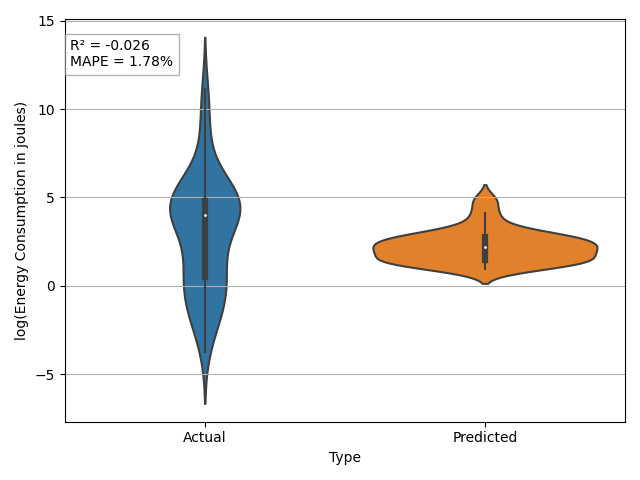 R² = -0.026
MAPE = 1.78%
15
10
5
0
−5
log(Energy Consumption in joules)
Actual
Predicted
Type